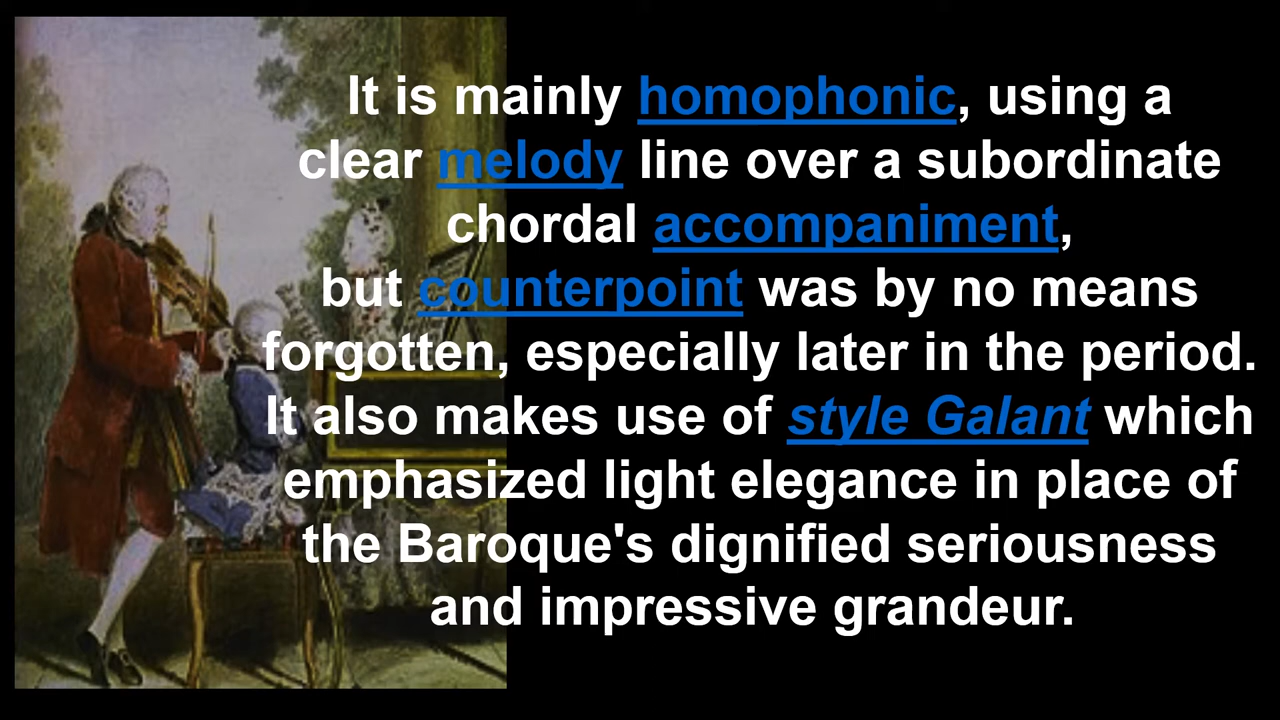 It is mainly homophonic, using a
clear melody line over a subordinate
chordal accompaniment,
but counterpoint was by no means
forgotten, especially later in the period.
It also makes use of style Galant which
emphasized light elegance in place of
the Baroque's dignified seriousness
and impressive grandeur.